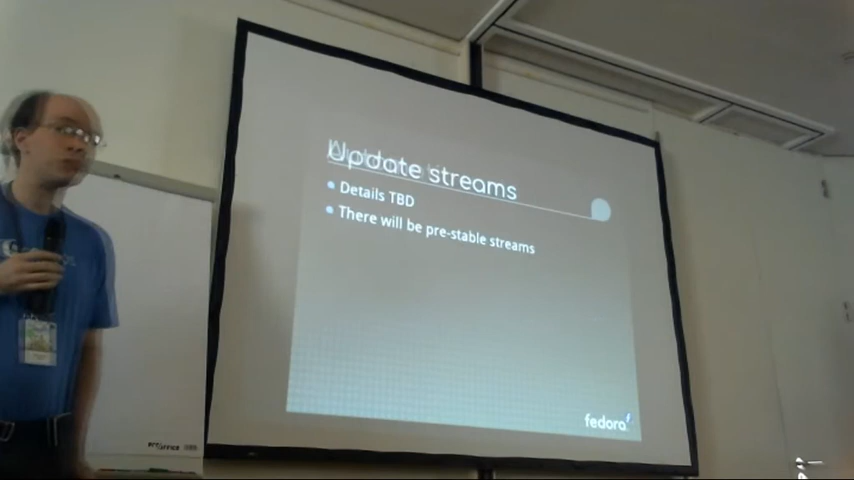 Update streams
Details TBD
There will be pre-stable streams
fedora